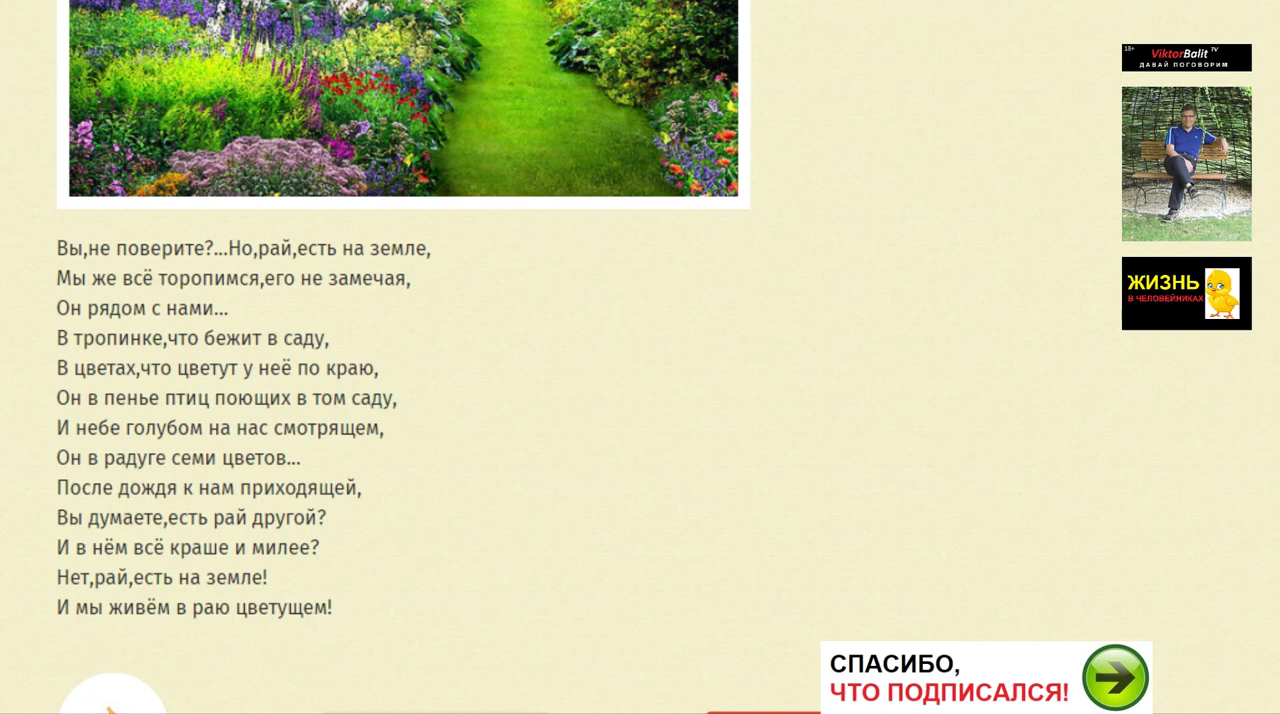 18+
ViktorBalit TV
ДАВАЙ ПОГОВОРИМ
ЖИЗНЬ
В ЧЕЛОВЕЙНИКАХ
Вы,не поверите?...Но,рай,есть на земле,
Мы же всё торопимся,его не замечая,
Он рядом с нами...
В тропинке,что бежит в саду,
В цветах,что цветут у неё по краю,
Он в пенье птиц поющих в том саду,
И небе голубом на нас смотрящем,
Он в радуге семи цветов...
После дождя к нам приходящей,
Вы думаете,есть рай другой?
И в нём всё краше и милее?
Нет,рай,есть на земле!
И мы живём в раю цветущем!
СПАСИБО,
ЧТО ПОДПИСАЛСЯ!